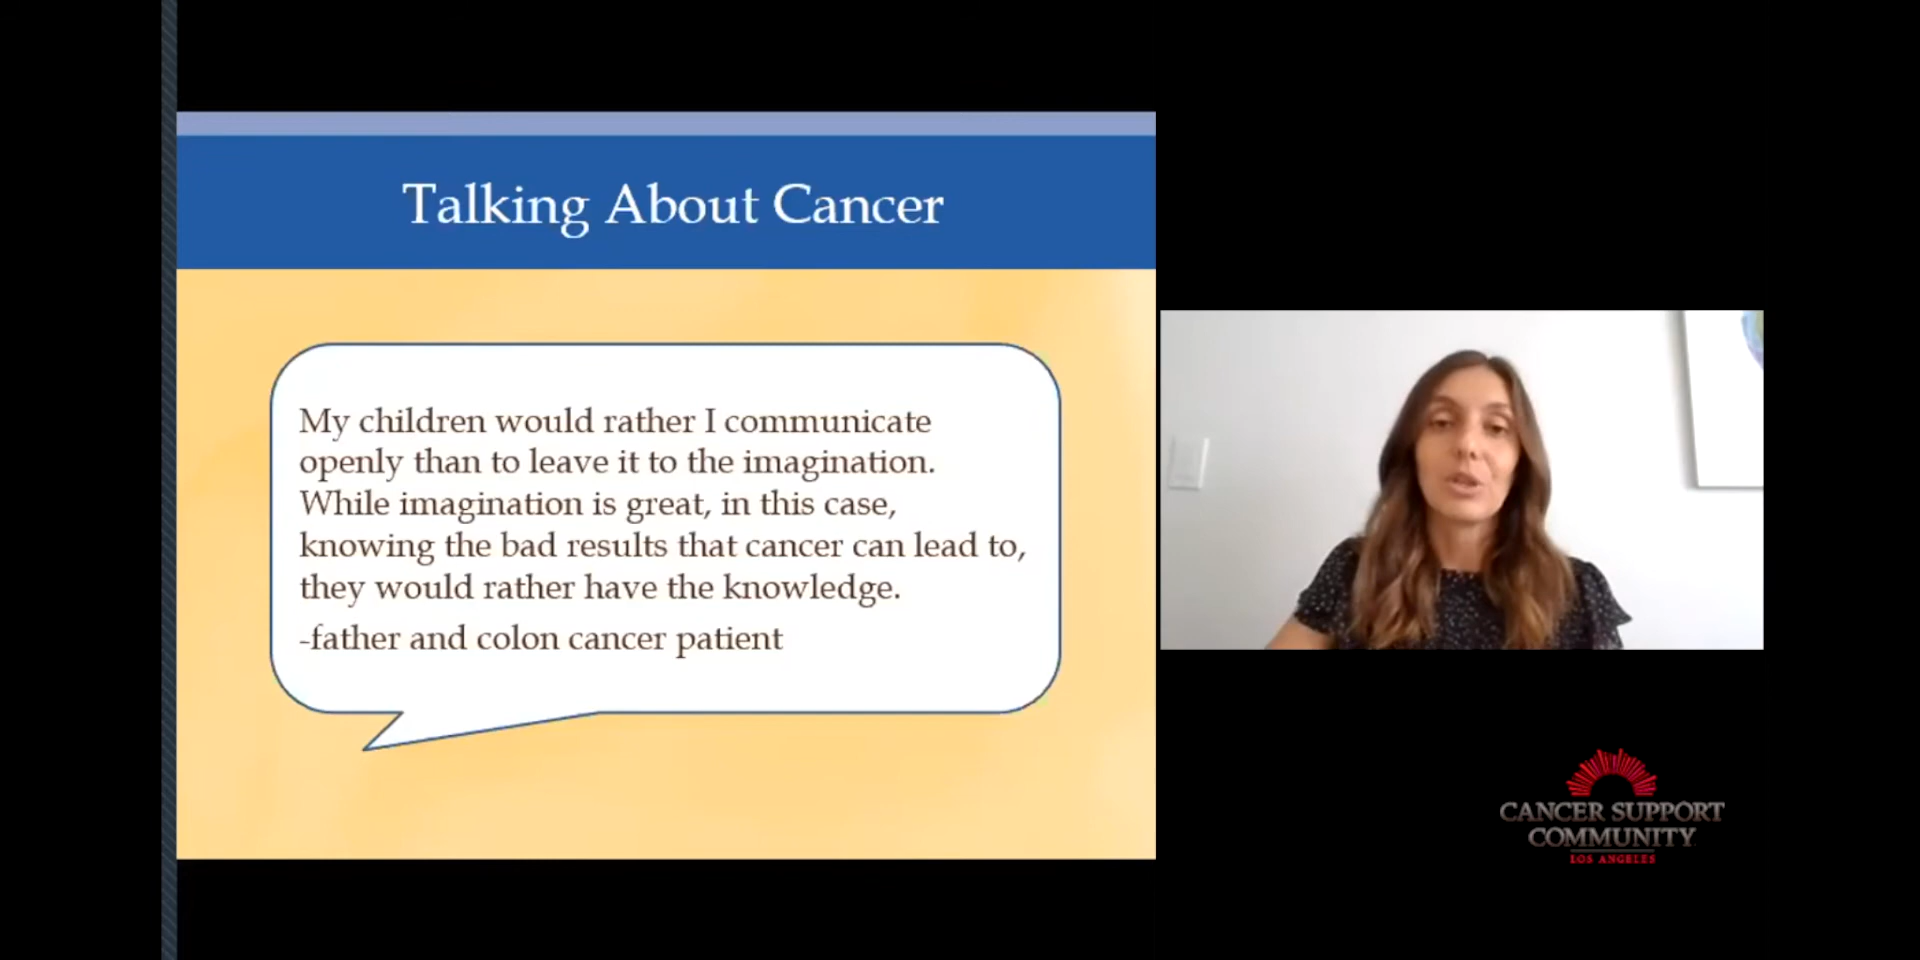 Talking About Cancer
My children would rather I communicate
openly than to leave it to the imagination.
While imagination is great, in this case,
knowing the bad results that cancer can lead to,
they would rather have the knowledge.
-father and colon cancer patient
CANCER SUPPORT
COMMUNITY
LOS ANGELES